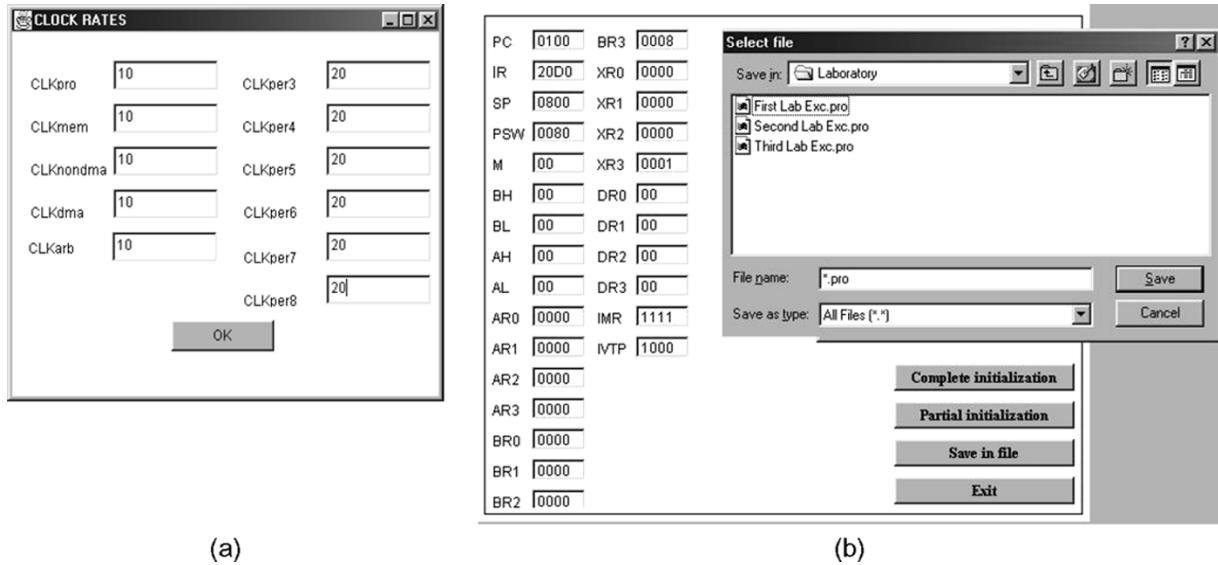 CLOCK RATES
CLKpro 10 CLKper3 20
CLKmem 10 CLKper4 20
CLKnondma 10 CLKper5 20
CLKdma 10 CLKper6 20
CLKarb 10 CLKper7 20
CLKper8 20
OK
(a)
PC 0100 BR3 0008
IR 20D0 XR0 0000
SP 0800 XR1 0000
PSW 0080 XR2 0000
M 00 XR3 0001
BH 00 DR0 00
BL 00 DR1 00
AH 00 DR2 00
AL 00 DR3 00
AR0 0000 IMR 1111
AR1 0000 IVTP 1000
AR2 0000
AR3 0000
BR0 0000
BR1 0000
BR2 0000
Select file
Save in: Laboratory
First Lab Exc.pro
Second Lab Exc.pro
Third Lab Exc.pro
File name: *.pro Save
Save as type: All Files (*.*) Cancel
Complete initialization
Partial initialization
Save in file
Exit
(b)